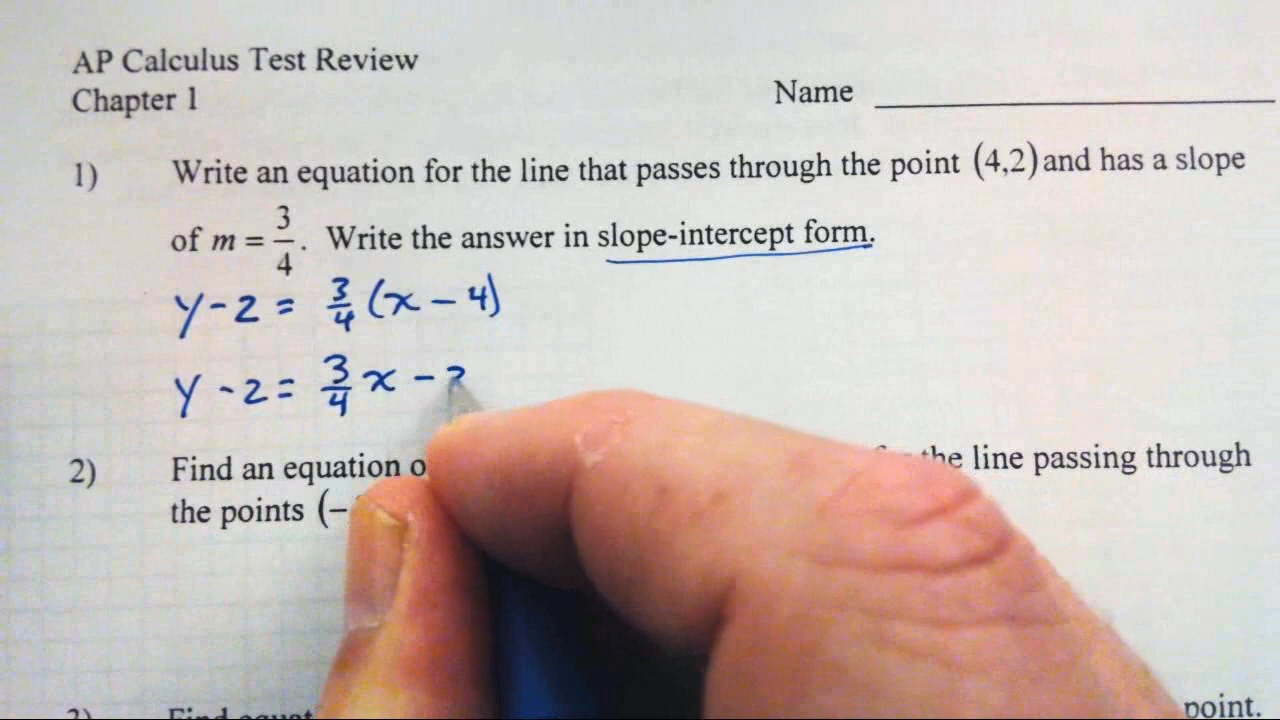 AP Calculus Test Review
Chapter 1
Name
1) Write an equation for the line that passes through the point (4,2) and has a slope
of m = 3/4. Write the answer in slope-intercept form.
y - 2 = 3/4 (x - 4)
y - 2 = 3/4 x -
2) Find an equation
the line passing through
the points (-
point.